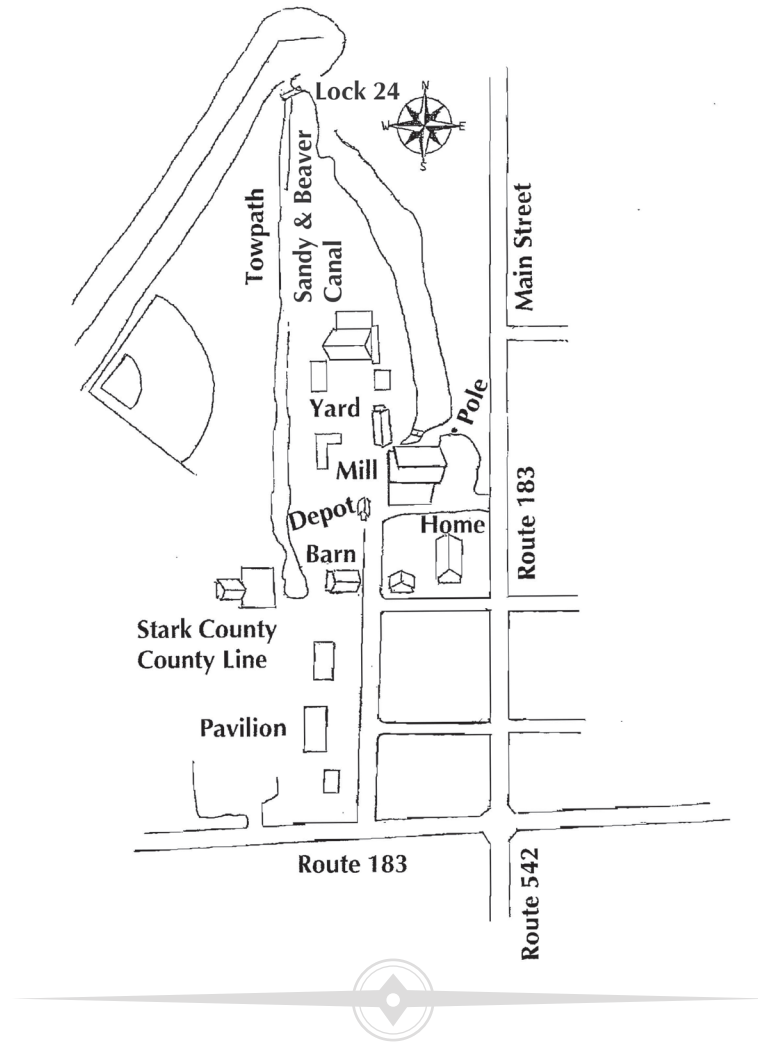 Lock 24
N
W
E
S
Towpath
Sandy & Beaver
Canal
Main Street
Pole
Yard
Mill
Depot
Home
Route 183
Barn
Stark County
County Line
Pavilion
Route 183
Route 542